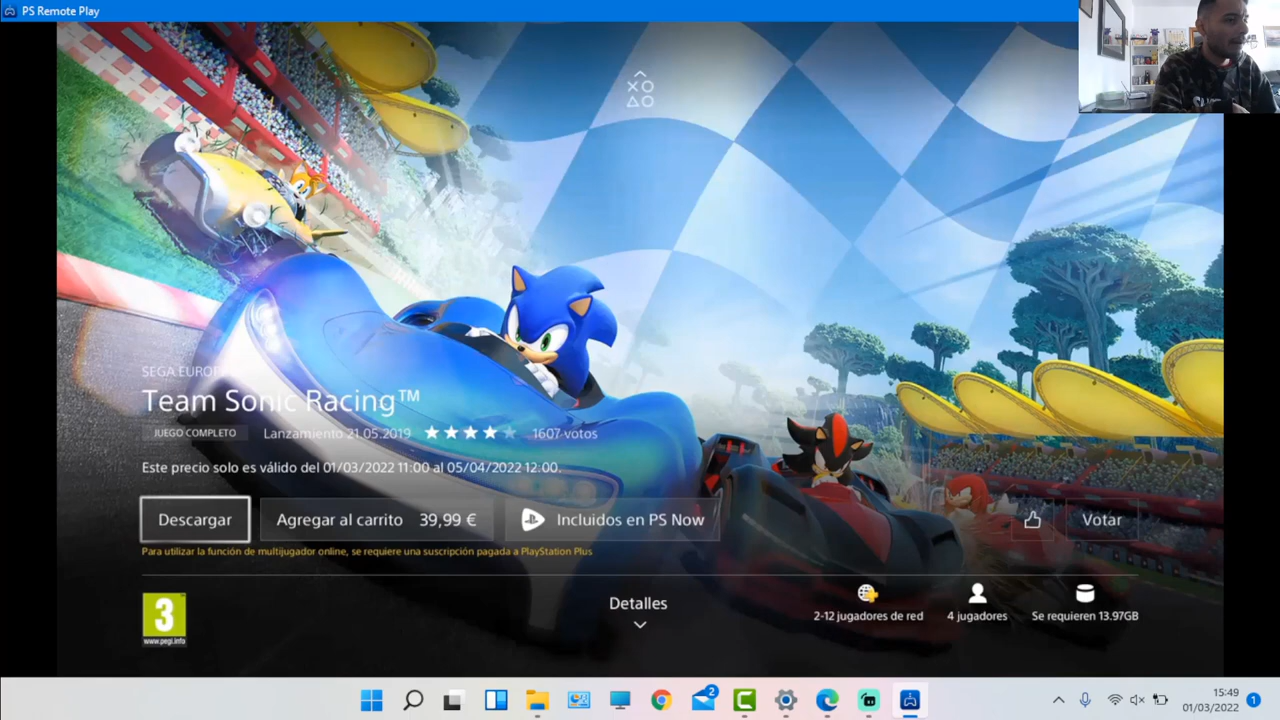 PS Remote Play
SEGA EUROPE
Team Sonic Racing™
JUEGO COMPLETO Lanzamiento 21.05.2019 1607 votos
Este precio solo es válido del 01/03/2022 11:00 al 05/04/2022 12:00.
Descargar Agregar al carrito 39,99 € Incluidos en PS Now Votar
Para utilizar la función de multijugador online, se requiere una suscripción pagada a PlayStation Plus
Detalles
3
www.pegi.info
2-12 jugadores de red 4 jugadores Se requieren 13.97GB
2
15:49
01/03/2022
1